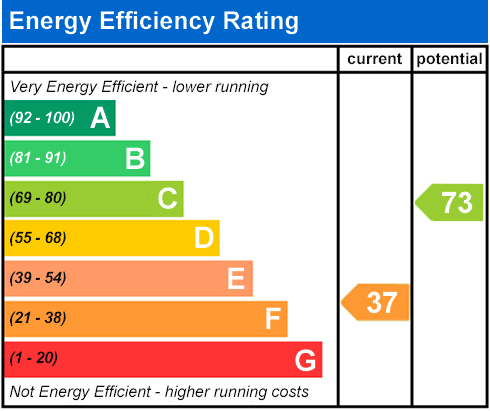 Energy Efficiency Rating
current potential
Very Energy Efficient - lower running
(92 - 100) A
(81 - 91) B
(69 - 80) C
73
(55 - 68) D
(39 - 54) E
(21 - 38) F
37
(1 - 20) G
Not Energy Efficient - higher running costs